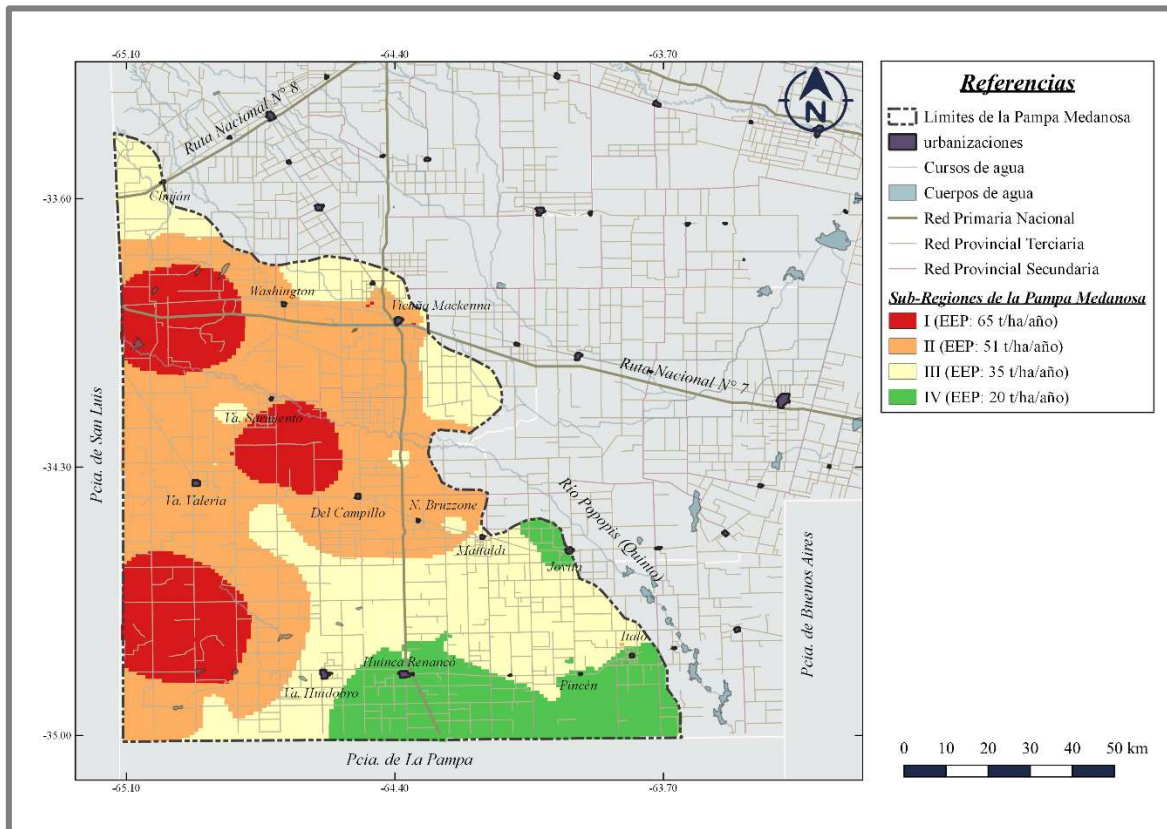 -65.10
-64.40
-63.70
Ruta Nacional N° 8
N
-33.60
Chaján
Washington
Vicuña Mackenna
Ruta Nacional N° 7
Va. Sarmiento
Pcia. de San Luis
-34.30
Va. Valeria
Del Campillo
N. Bruzzone
Mattaldi
Jovita
Río Popopis (Quinto)
Pcia. de Buenos Aires
Italó
Huinca Renancó
Va. Huidobro
Pincén
-35.00
Pcia. de La Pampa
-65.10
-64.40
-63.70
Referencias
Limites de la Pampa Medanosa
urbanizaciones
Cursos de agua
Cuerpos de agua
Red Primaria Nacional
Red Provincial Terciaria
Red Provincial Secundaria
Sub-Regiones de la Pampa Medanosa
I (EEP: 65 t/ha/año)
II (EEP: 51 t/ha/año)
III (EEP: 35 t/ha/año)
IV (EEP: 20 t/ha/año)
0 10 20 30 40 50 km